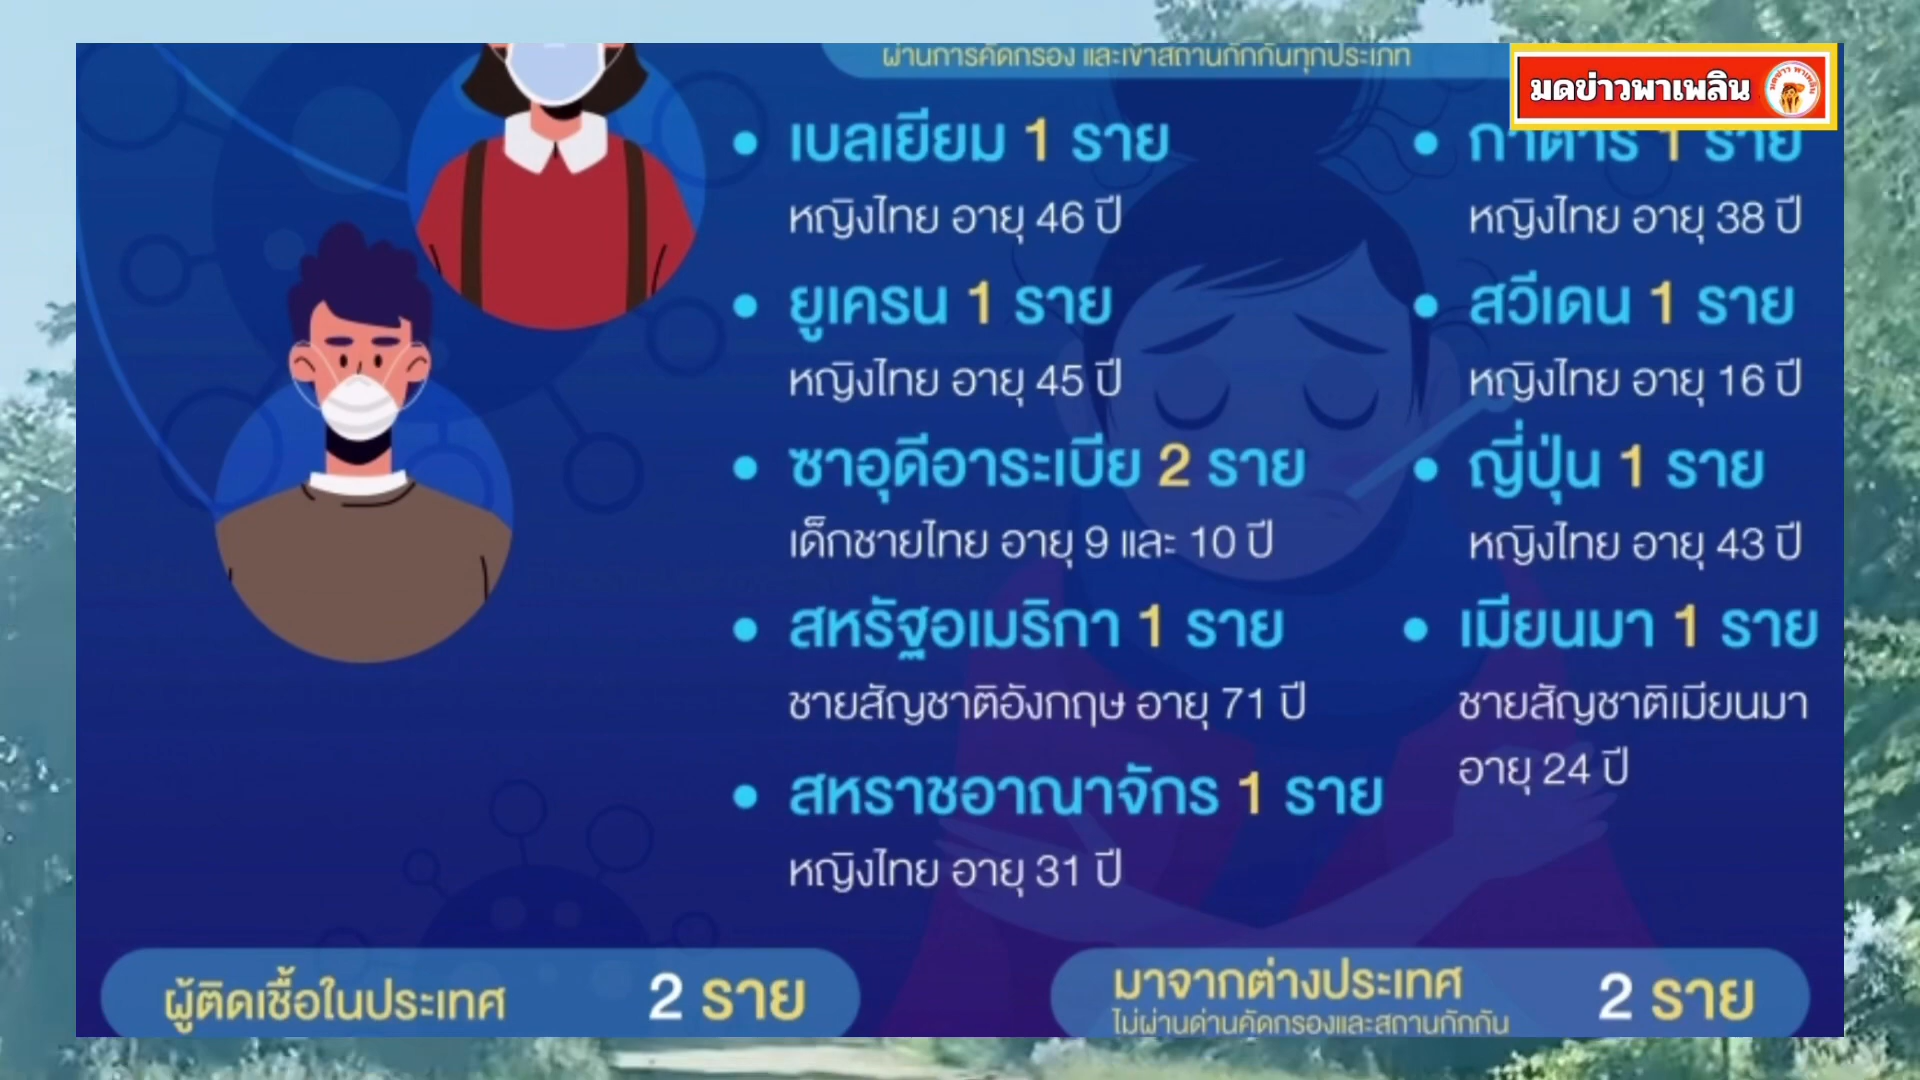 ผ่านการคัดกรอง และเข้าสถานกักกันทุกประเภท
มดข่าวพาเพลิน
เบลเยียม 1 ราย
หญิงไทย อายุ 46 ปี
ยูเครน 1 ราย
หญิงไทย อายุ 45 ปี
ซาอุดีอาระเบีย 2 ราย
เด็กชายไทย อายุ 9 และ 10 ปี
สหรัฐอเมริกา 1 ราย
ชายสัญชาติอังกฤษ อายุ 71 ปี
สหราชอาณาจักร 1 ราย
หญิงไทย อายุ 31 ปี
กาตาร์ 1 ราย
หญิงไทย อายุ 38 ปี
สวีเดน 1 ราย
หญิงไทย อายุ 16 ปี
ญี่ปุ่น 1 ราย
หญิงไทย อายุ 43 ปี
เมียนมา 1 ราย
ชายสัญชาติเมียนมา
อายุ 24 ปี
ผู้ติดเชื้อในประเทศ 2 ราย
มาจากต่างประเทศ 2 ราย
ไม่ผ่านด่านคัดกรองและสถานกักกัน